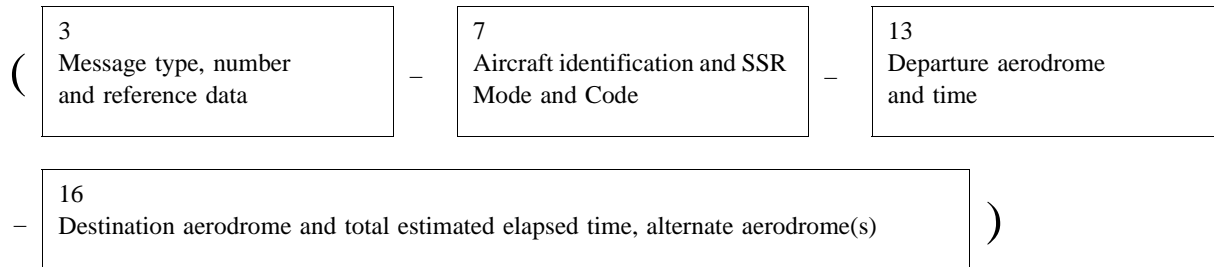 (
3
Message type, number
and reference data
–
7
Aircraft identification and SSR
Mode and Code
–
13
Departure aerodrome
and time
–
16
Destination aerodrome and total estimated elapsed time, alternate aerodrome(s)
)